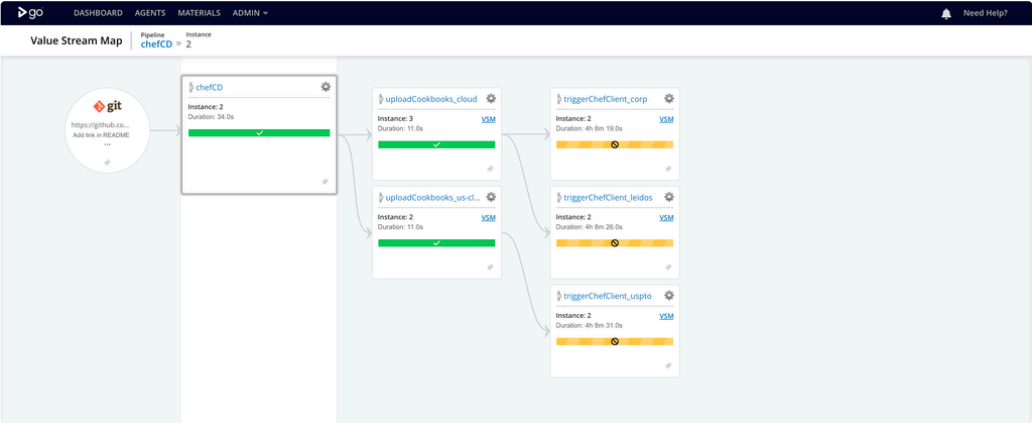 go
DASHBOARD AGENTS MATERIALS ADMIN Need Help?
Value Stream Map
Pipeline Instance
chefCD » 2
git
https://github.co...
Add link in README
...
chefCD
Instance: 2
Duration: 34.0s
uploadCookbooks_cloud
Instance: 3 VSM
Duration: 11.0s
uploadCookbooks_us-cl...
Instance: 2 VSM
Duration: 11.0s
triggerChefClient_corp
Instance: 2 VSM
Duration: 4h 8m 19.0s
triggerChefClient_leidos
Instance: 2 VSM
Duration: 4h 8m 26.0s
triggerChefClient_uspto
Instance: 2 VSM
Duration: 4h 8m 31.0s